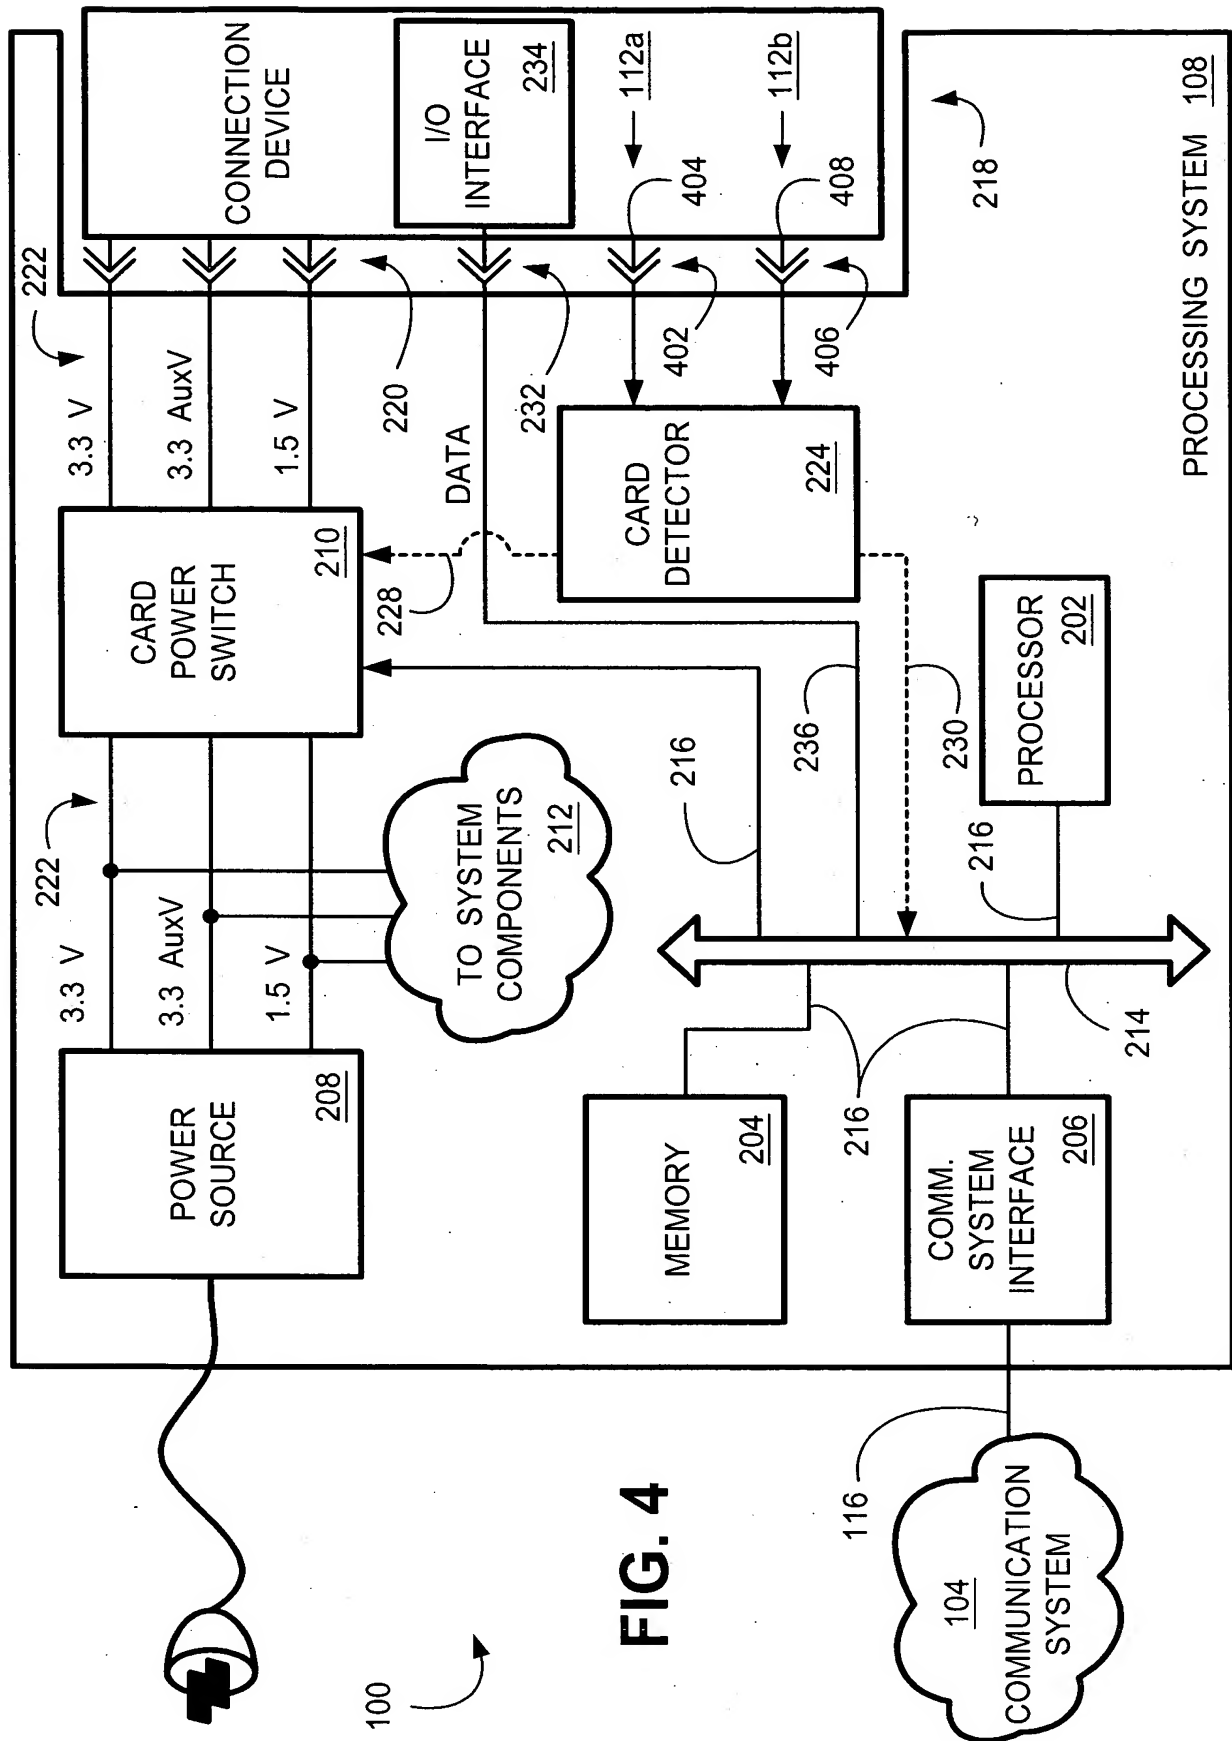 100
POWER
SOURCE
208
3.3 V
3.3 AuxV
1.5 V
222
CARD
POWER
SWITCH
210
3.3 V
3.3 AuxV
1.5 V
222
CONNECTION
DEVICE
220
TO SYSTEM
COMPONENTS
212
228
DATA
232
I/O
INTERFACE
234
216
236
230
CARD
DETECTOR
224
402
404
112a
406
408
112b
218
MEMORY
204
216
COMM.
SYSTEM
INTERFACE
206
214
216
PROCESSOR
202
116
104
COMMUNICATION
SYSTEM
PROCESSING SYSTEM 108
FIG. 4